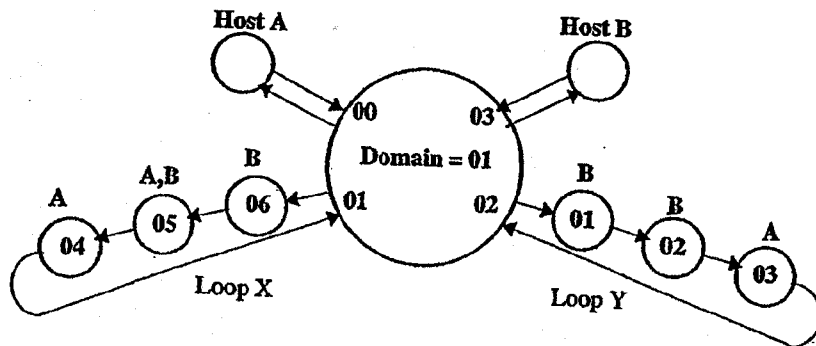 Host A
Host B
00
03
Domain = 01
A
A,B
B
01
02
B
B
A
04
05
06
01
02
03
Loop X
Loop Y